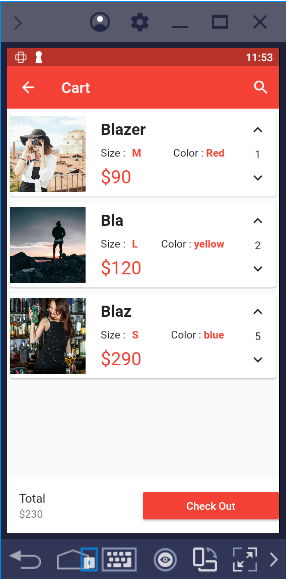 11:53
Cart
Blazer
Size : M Color : Red 1
$90
Bla
Size : L Color : yellow 2
$120
Blaz
Size : S Color : blue 5
$290
Total
$230
Check Out